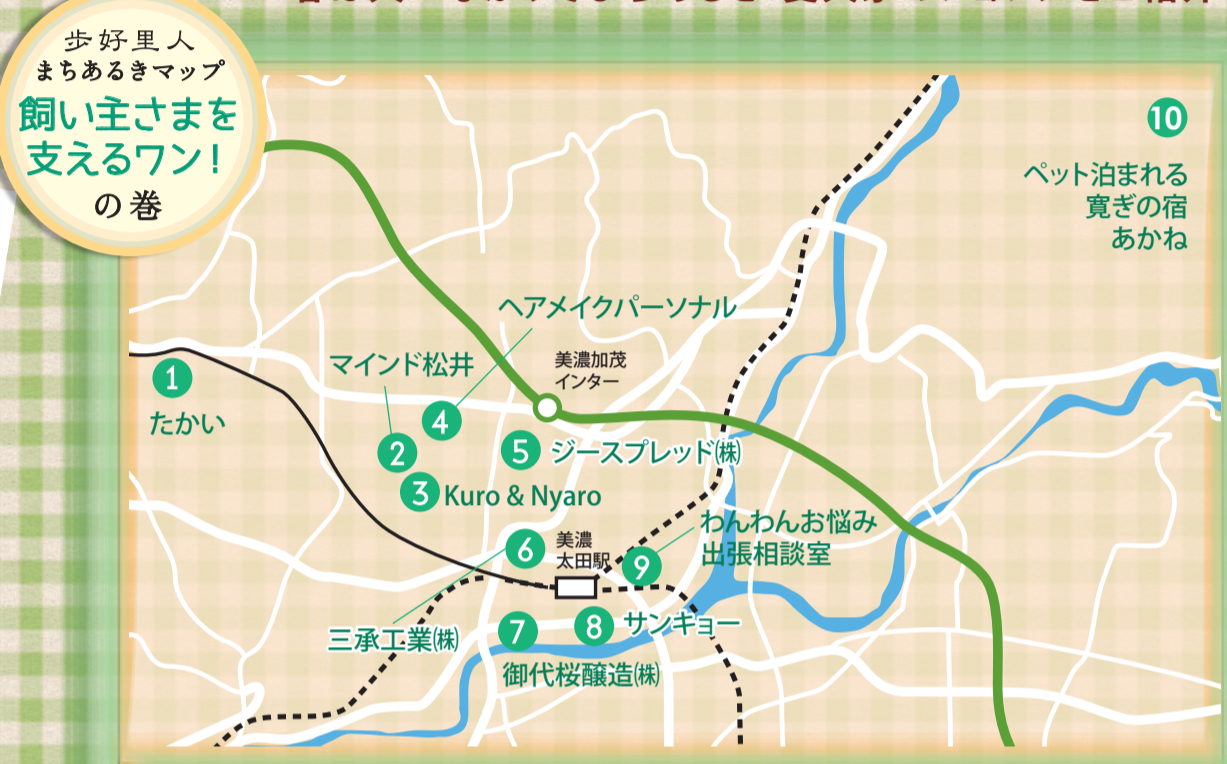 歩好里人
まちあるきマップ
飼い主さまを
支えるワン!
の巻
10
ペット泊まれる
寛ぎの宿
あかね
ヘアメイクパーソナル
マインド松井
美濃加茂
インター
1
たかい
4
2
5 ジースプレッド㈱
3 Kuro & Nyaro
わんわんお悩み
出張相談室
6
美濃
太田駅
9
三承工業㈱
7
8 サンキョー
御代桜醸造㈱